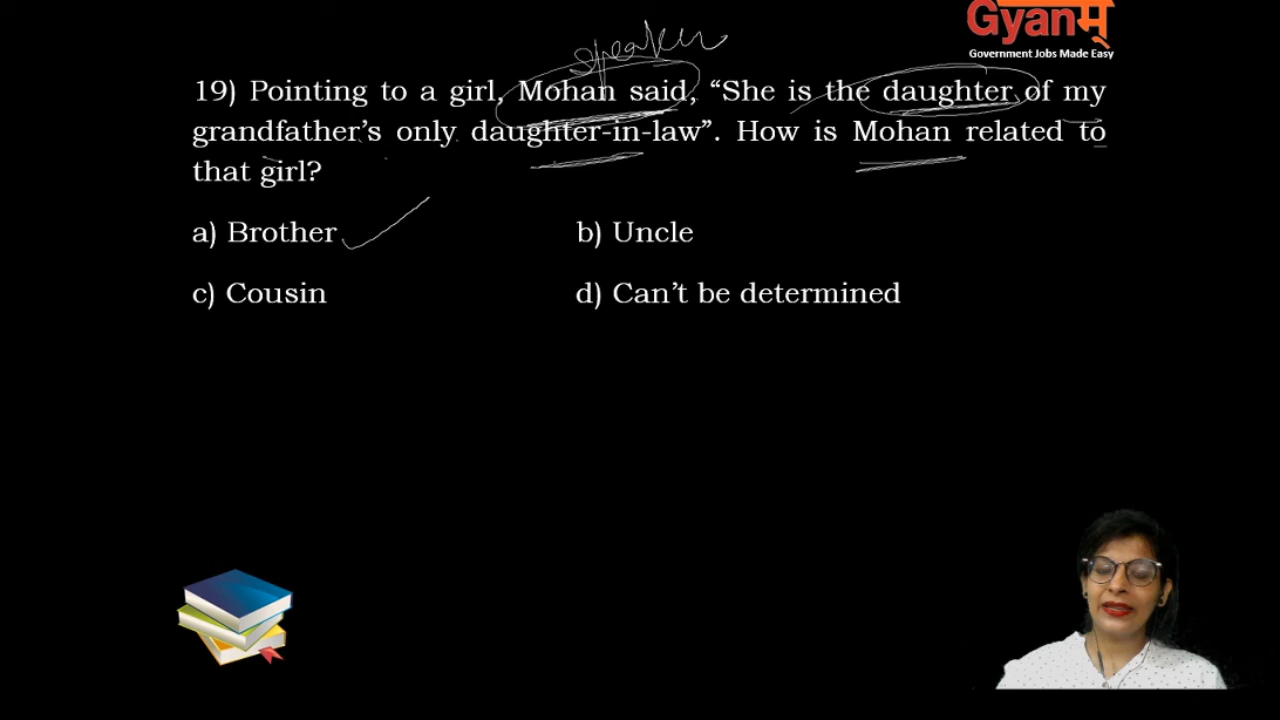 Gyanम्
Government Jobs Made Easy
speaker
19) Pointing to a girl, Mohan said, “She is the daughter of my
grandfather’s only daughter-in-law”. How is Mohan related to
that girl?
a) Brother
b) Uncle
c) Cousin
d) Can’t be determined